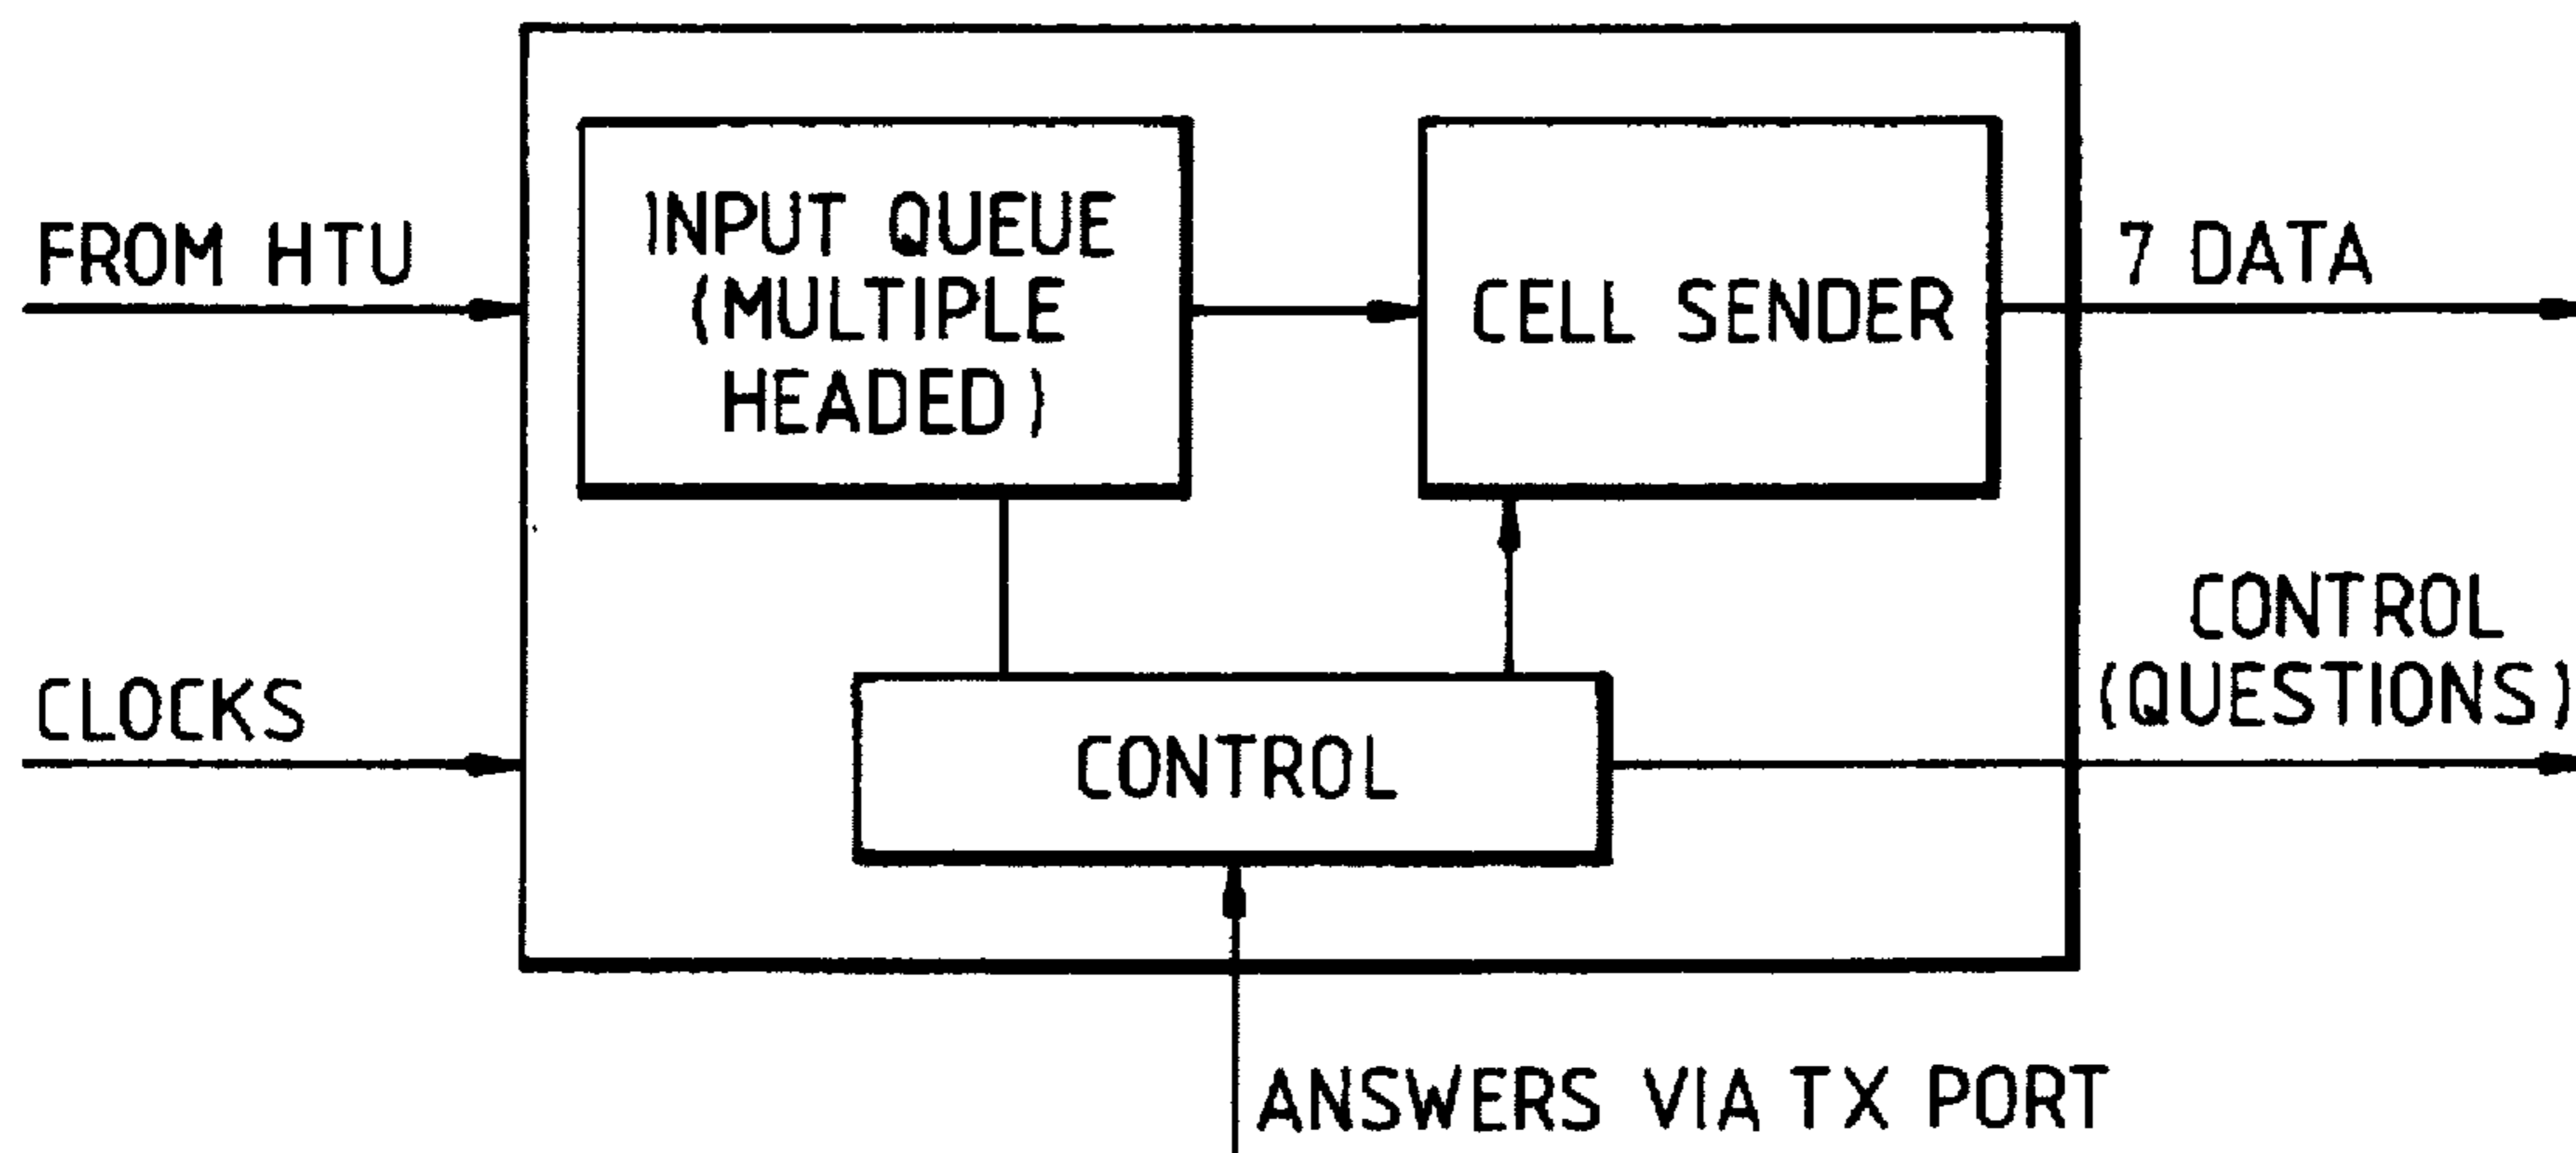 FROM HTU
INPUT QUEUE
(MULTIPLE
HEADED)
CELL SENDER
7 DATA
CLOCKS
CONTROL
CONTROL
(QUESTIONS)
ANSWERS VIA TX PORT